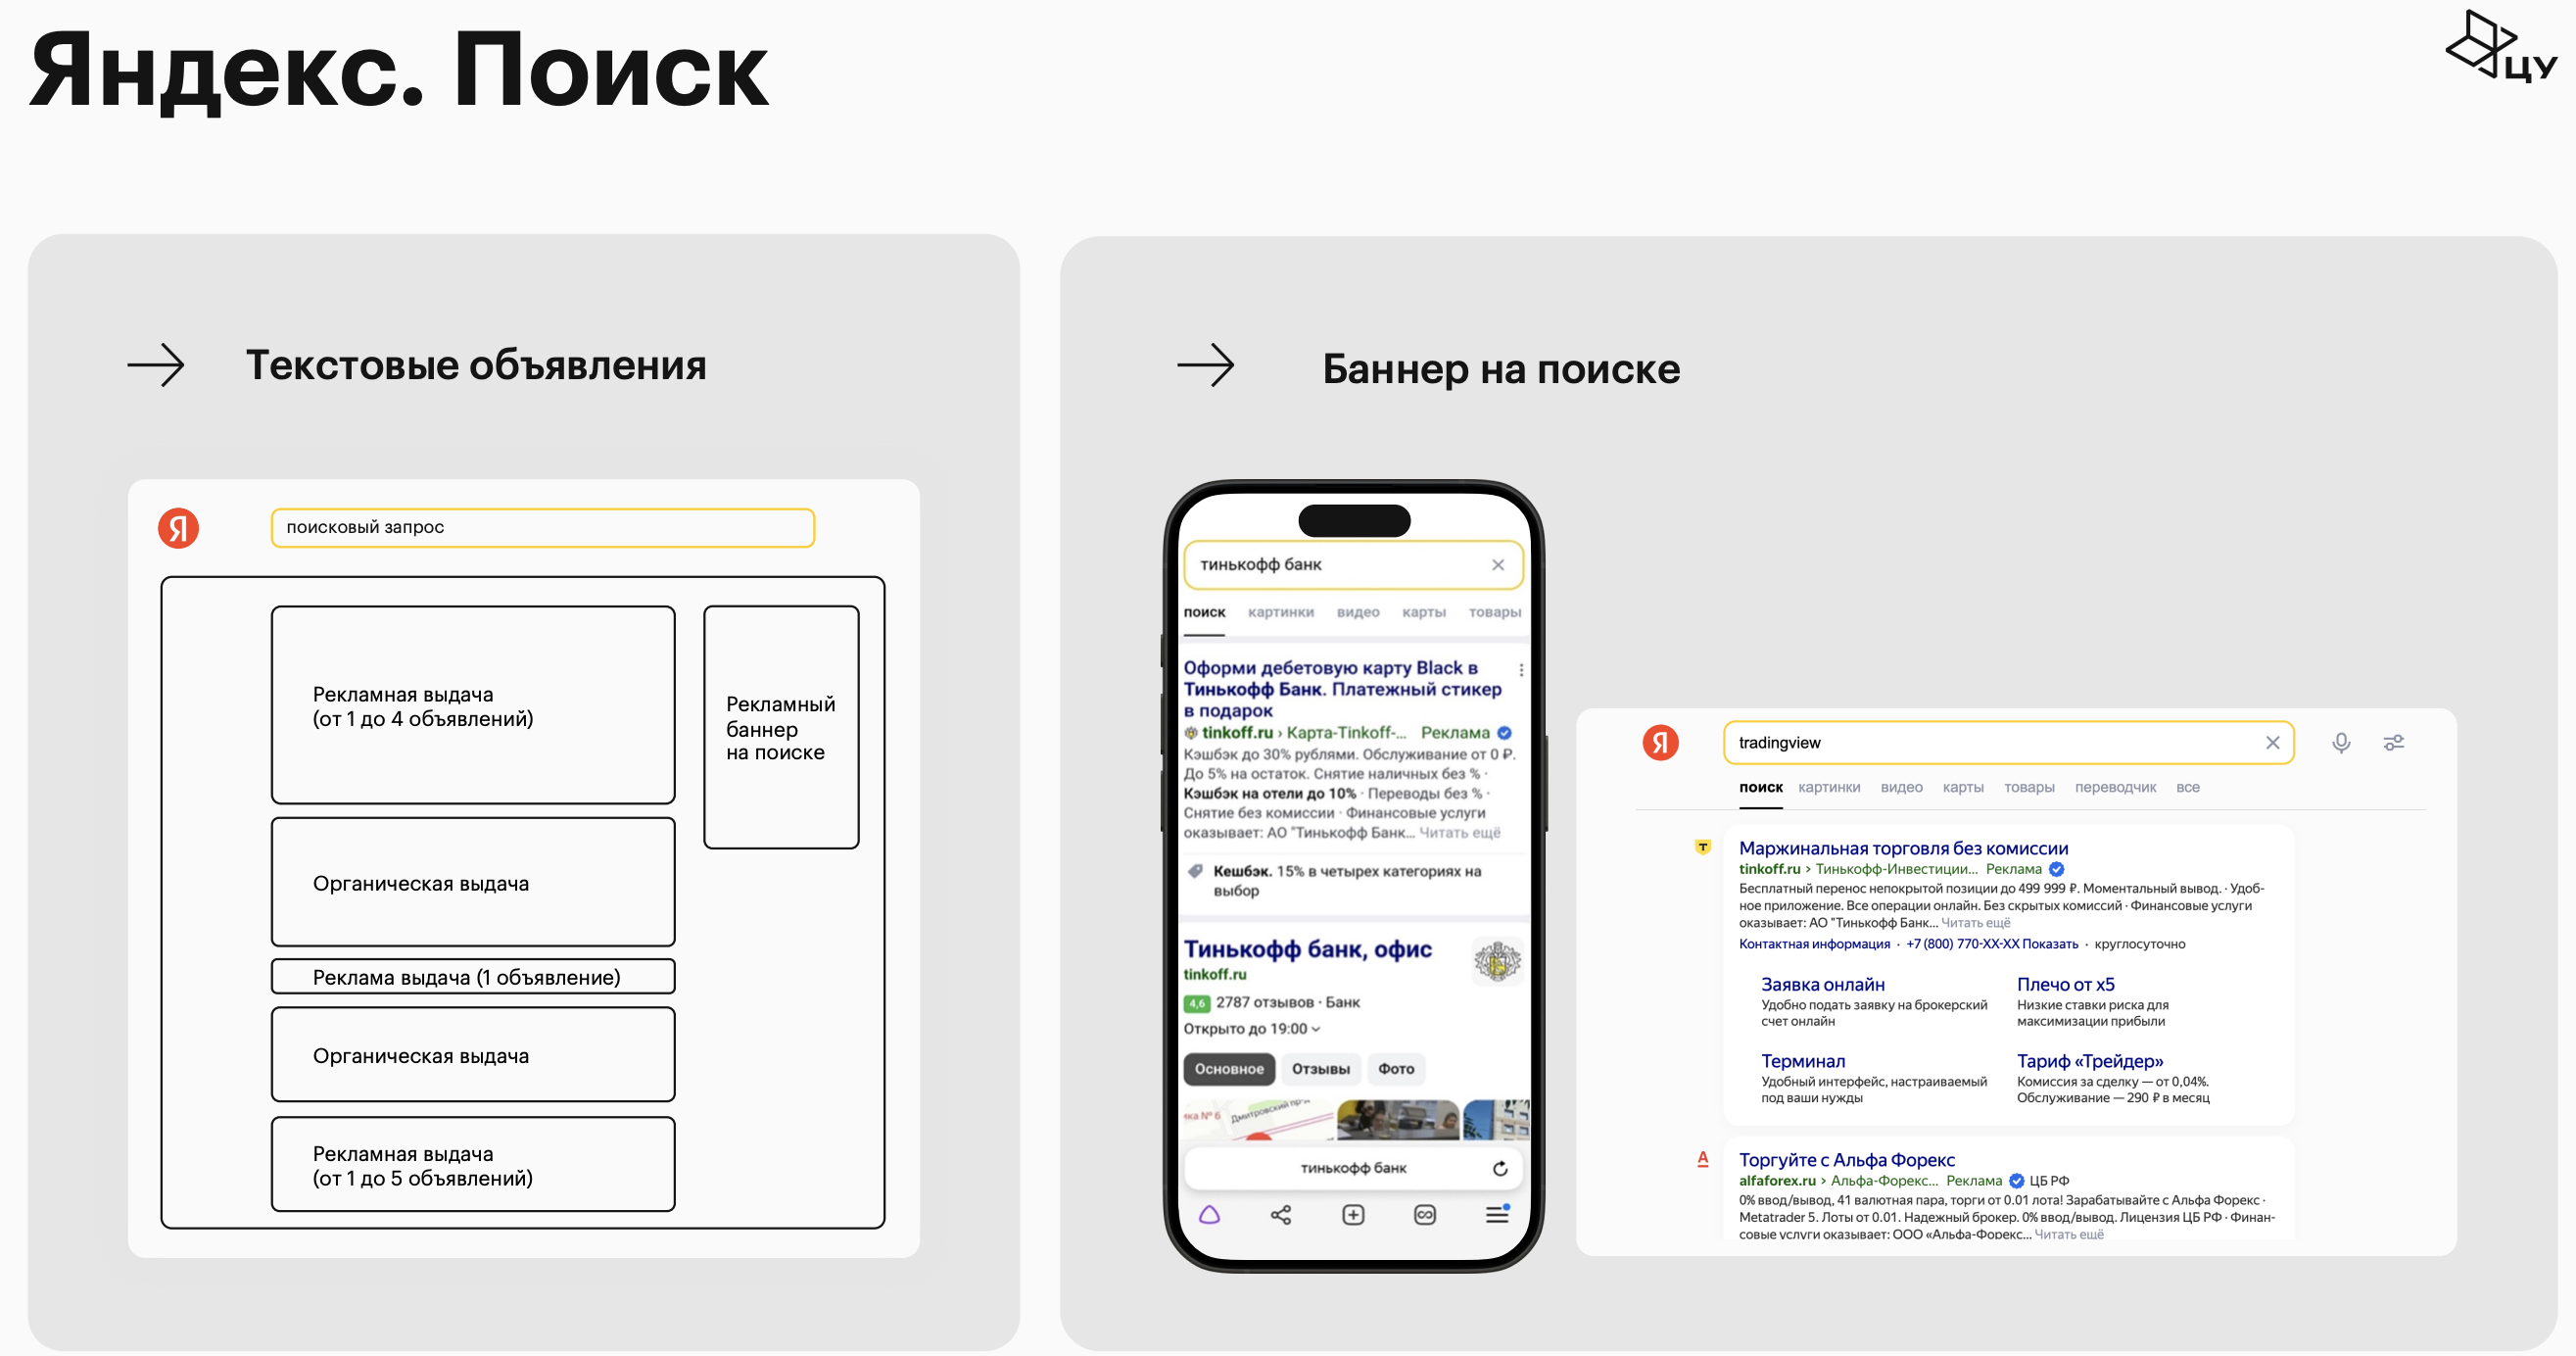 Яндекс. Поиск
ЦУ
Текстовые объявления
Я
поисковый запрос
Рекламная выдача
(от 1 до 4 объявлений)
Рекламный
баннер
на поиске
Органическая выдача
Реклама выдача (1 объявление)
Органическая выдача
Рекламная выдача
(от 1 до 5 объявлений)
Баннер на поиске
тинькофф банк
поиск картинки видео карты товары
Оформи дебетовую карту Black в
Тинькофф Банк. Платежный стикер
в подарок
tinkoff.ru › Карта-Tinkoff-... Реклама
Кэшбэк до 30% рублями. Обслуживание от 0 ₽.
До 5% на остаток. Снятие наличных без % ·
Кэшбэк на отели до 10% · Переводы без % ·
Снятие без комиссии · Финансовые услуги
оказывает: АО "Тинькофф Банк... Читать ещё
Кешбэк. 15% в четырех категориях на
выбор
Тинькофф банк, офис
tinkoff.ru
4,6 2787 отзывов · Банк
Открыто до 19:00
Основное Отзывы Фото
ка № 6 Дмитровский пр-д
тинькофф банк
Я
tradingview
поиск картинки видео карты товары переводчик все
Т
Маржинальная торговля без комиссии
tinkoff.ru › Тинькофф-Инвестиции... Реклама
Бесплатный перенос непокрытой позиции до 499 999 ₽. Моментальный вывод. · Удоб-
ное приложение. Все операции онлайн. Без скрытых комиссий · Финансовые услуги
оказывает: АО "Тинькофф Банк... Читать ещё
Контактная информация · +7 (800) 770-XX-XX Показать · круглосуточно
Заявка онлайн
Удобно подать заявку на брокерский
счет онлайн
Плечо от x5
Низкие ставки риска для
максимизации прибыли
Терминал
Удобный интерфейс, настраиваемый
под ваши нужды
Тариф «Трейдер»
Комиссия за сделку — от 0,04%.
Обслуживание — 290 ₽ в месяц
А
Торгуйте с Альфа Форекс
alfaforex.ru › Альфа-Форекс... Реклама ЦБ РФ
0% ввод/вывод, 41 валютная пара, торги от 0.01 лота! Зарабатывайте с Альфа Форекс ·
Metatrader 5. Лоты от 0.01. Надежный брокер. 0% ввод/вывод. Лицензия ЦБ РФ · Финан-
совые услуги оказывает: ООО «Альфа-Форекс... Читать ещё